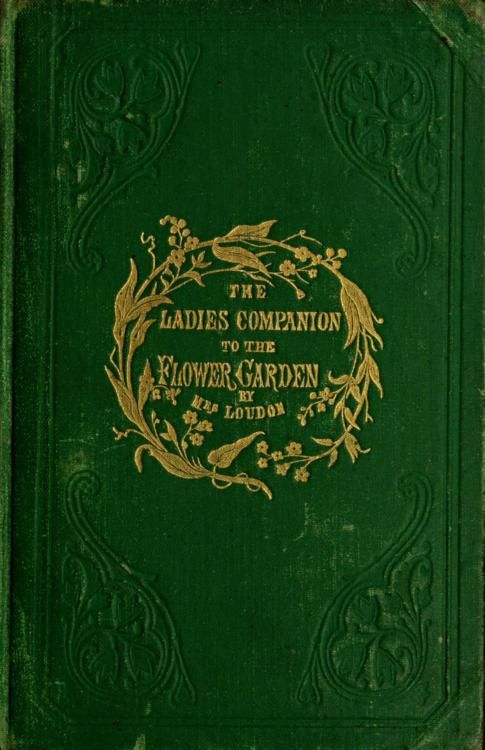 THE
LADIES COMPANION
TO THE
FLOWER GARDEN
BY
MRS LOUDON